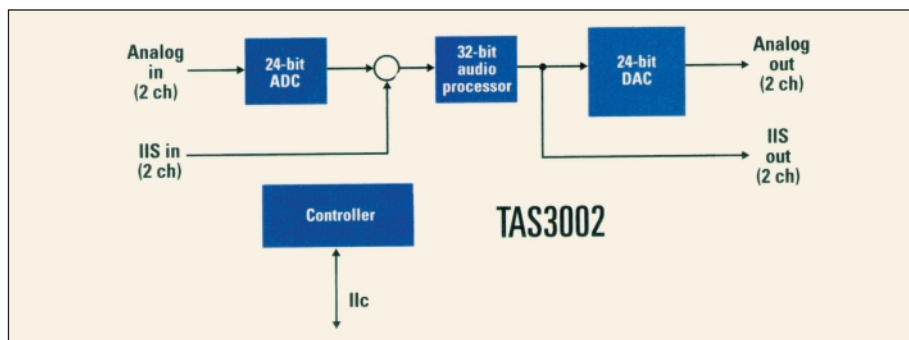 Analog
in
(2 ch)
24-bit
ADC
32-bit
audio
processor
24-bit
DAC
Analog
out
(2 ch)
IIS in
(2 ch)
IIS
out
(2 ch)
Controller
TAS3002
IIc